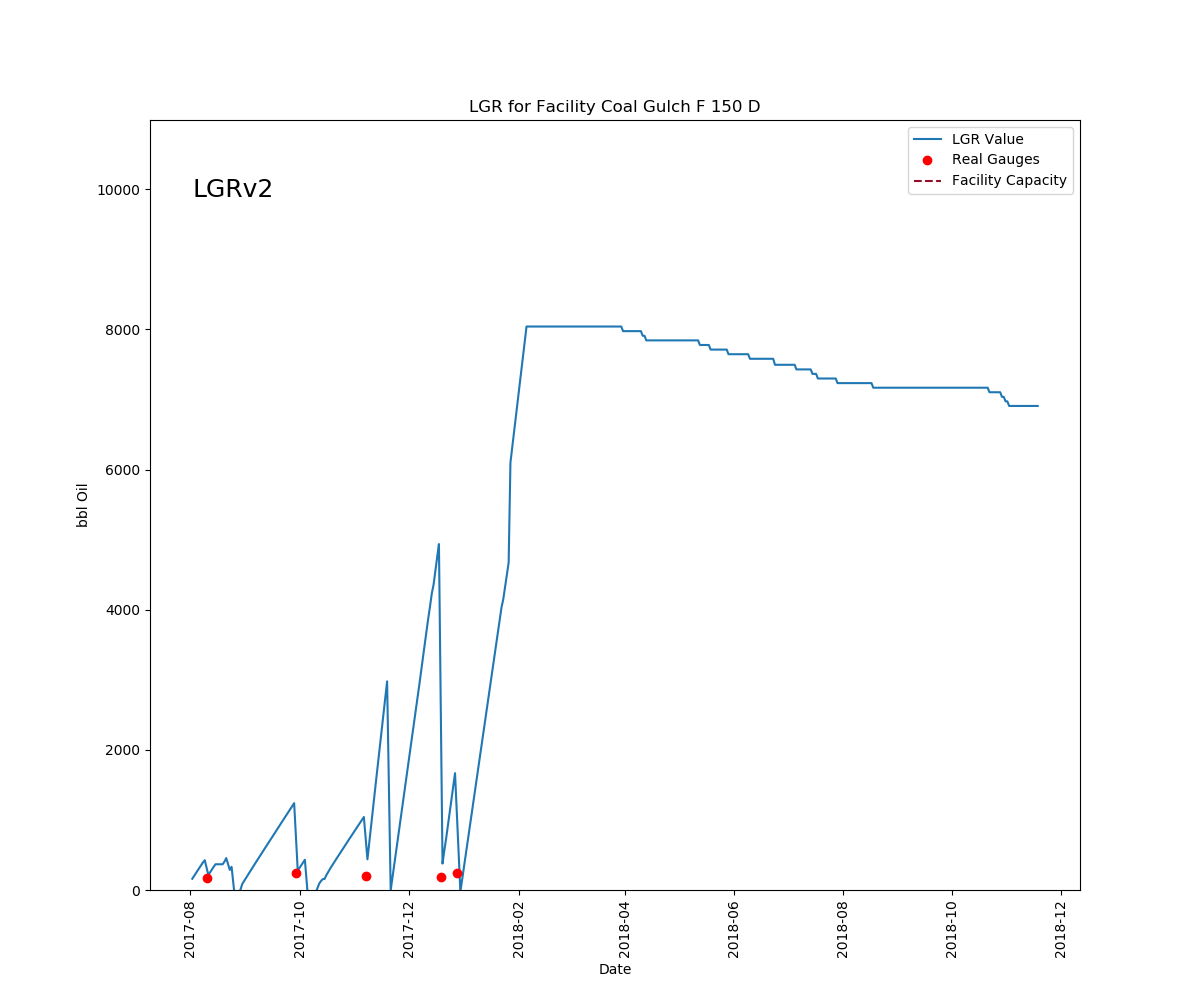 LGR for Facility Coal Gulch F 150 D
LGRv2
LGR Value
Real Gauges
Facility Capacity
bbl Oil
10000
8000
6000
4000
2000
0
2017-08
2017-10
2017-12
2018-02
2018-04
2018-06
2018-08
2018-10
2018-12
Date